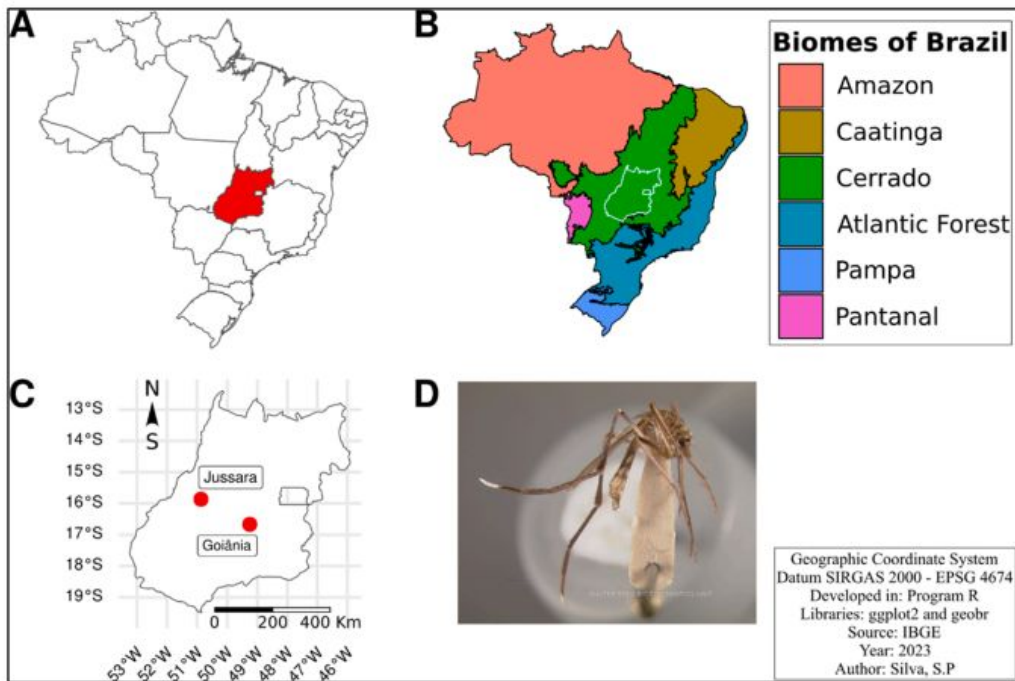 A
B
Biomes of Brazil
Amazon
Caatinga
Cerrado
Atlantic Forest
Pampa
Pantanal
C
N
S
13°S
14°S
15°S
16°S
17°S
18°S
19°S
Jussara
Goiânia
0 200 400 Km
53°W 52°W 51°W 50°W 49°W 48°W 47°W 46°W
D
Geographic Coordinate System
Datum SIRGAS 2000 - EPSG 4674
Developed in: Program R
Libraries: ggplot2 and geobr
Source: IBGE
Year: 2023
Author: Silva, S.P